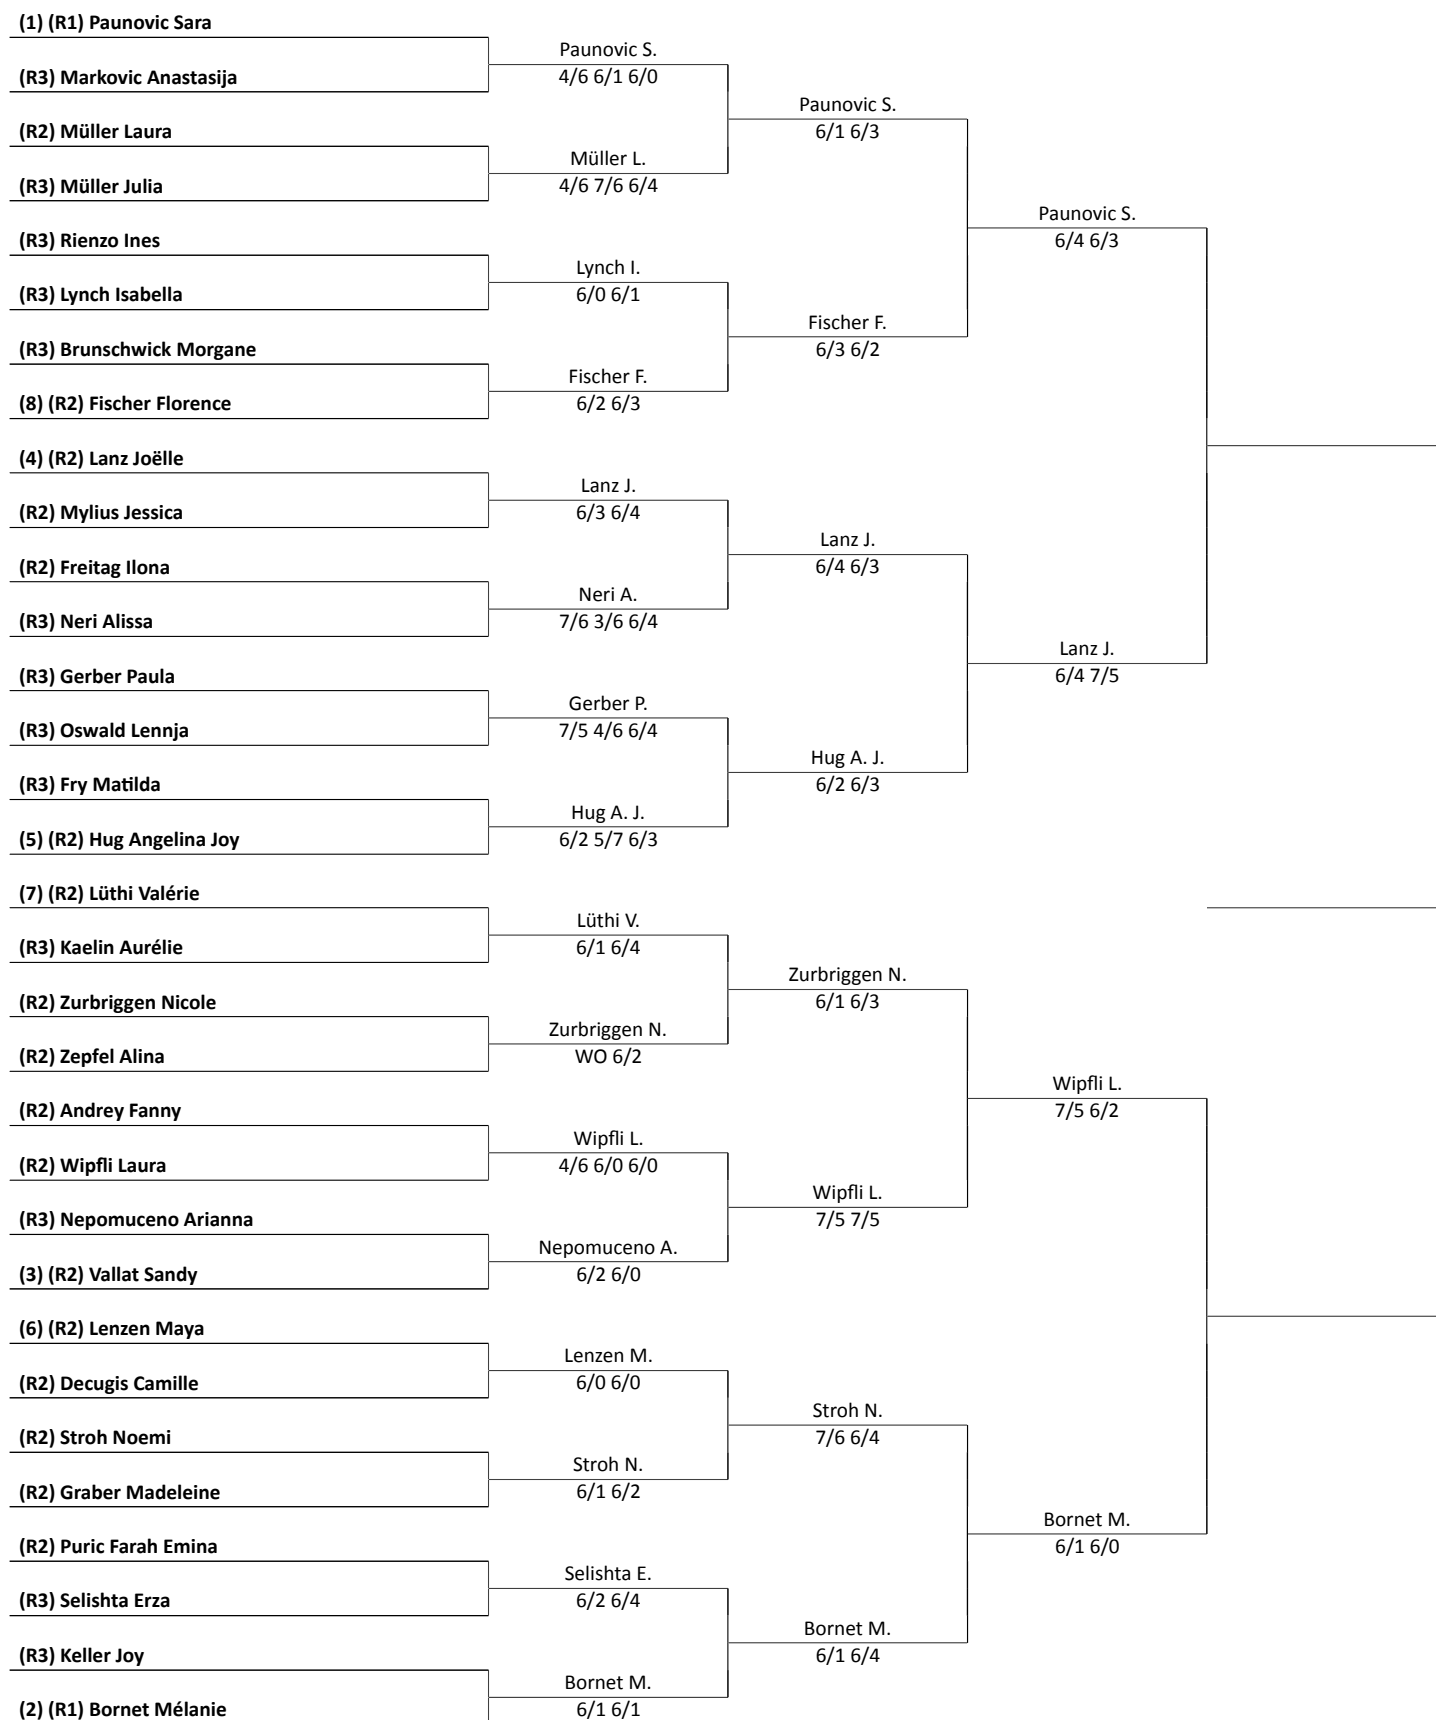 (1) (R1) Paunovic Sara
(R3) Markovic Anastasija
(R2) Müller Laura
(R3) Müller Julia
(R3) Rienzo Ines
(R3) Lynch Isabella
(R3) Brunschwick Morgane
(8) (R2) Fischer Florence
(4) (R2) Lanz Joëlle
(R2) Mylius Jessica
(R2) Freitag Ilona
(R3) Neri Alissa
(R3) Gerber Paula
(R3) Oswald Lennja
(R3) Fry Matilda
(5) (R2) Hug Angelina Joy
(7) (R2) Lüthi Valérie
(R3) Kaelin Aurélie
(R2) Zurbriggen Nicole
(R2) Zepfel Alina
(R2) Andrey Fanny
(R2) Wipfli Laura
(R3) Nepomuceno Arianna
(3) (R2) Vallat Sandy
(6) (R2) Lenzen Maya
(R2) Decugis Camille
(R2) Stroh Noemi
(R2) Graber Madeleine
(R2) Puric Farah Emina
(R3) Selishta Erza
(R3) Keller Joy
(2) (R1) Bornet Mélanie
Paunovic S.
4/6 6/1 6/0
Müller L.
4/6 7/6 6/4
Lynch I.
6/0 6/1
Fischer F.
6/2 6/3
Lanz J.
6/3 6/4
Neri A.
7/6 3/6 6/4
Gerber P.
7/5 4/6 6/4
Hug A. J.
6/2 5/7 6/3
Lüthi V.
6/1 6/4
Zurbriggen N.
WO 6/2
Wipfli L.
4/6 6/0 6/0
Nepomuceno A.
6/2 6/0
Lenzen M.
6/0 6/0
Stroh N.
6/1 6/2
Selishta E.
6/2 6/4
Bornet M.
6/1 6/1
Paunovic S.
6/1 6/3
Fischer F.
6/3 6/2
Lanz J.
6/4 6/3
Hug A. J.
6/2 6/3
Zurbriggen N.
6/1 6/3
Wipfli L.
7/5 7/5
Stroh N.
7/6 6/4
Bornet M.
6/1 6/4
Paunovic S.
6/4 6/3
Lanz J.
6/4 7/5
Wipfli L.
7/5 6/2
Bornet M.
6/1 6/0